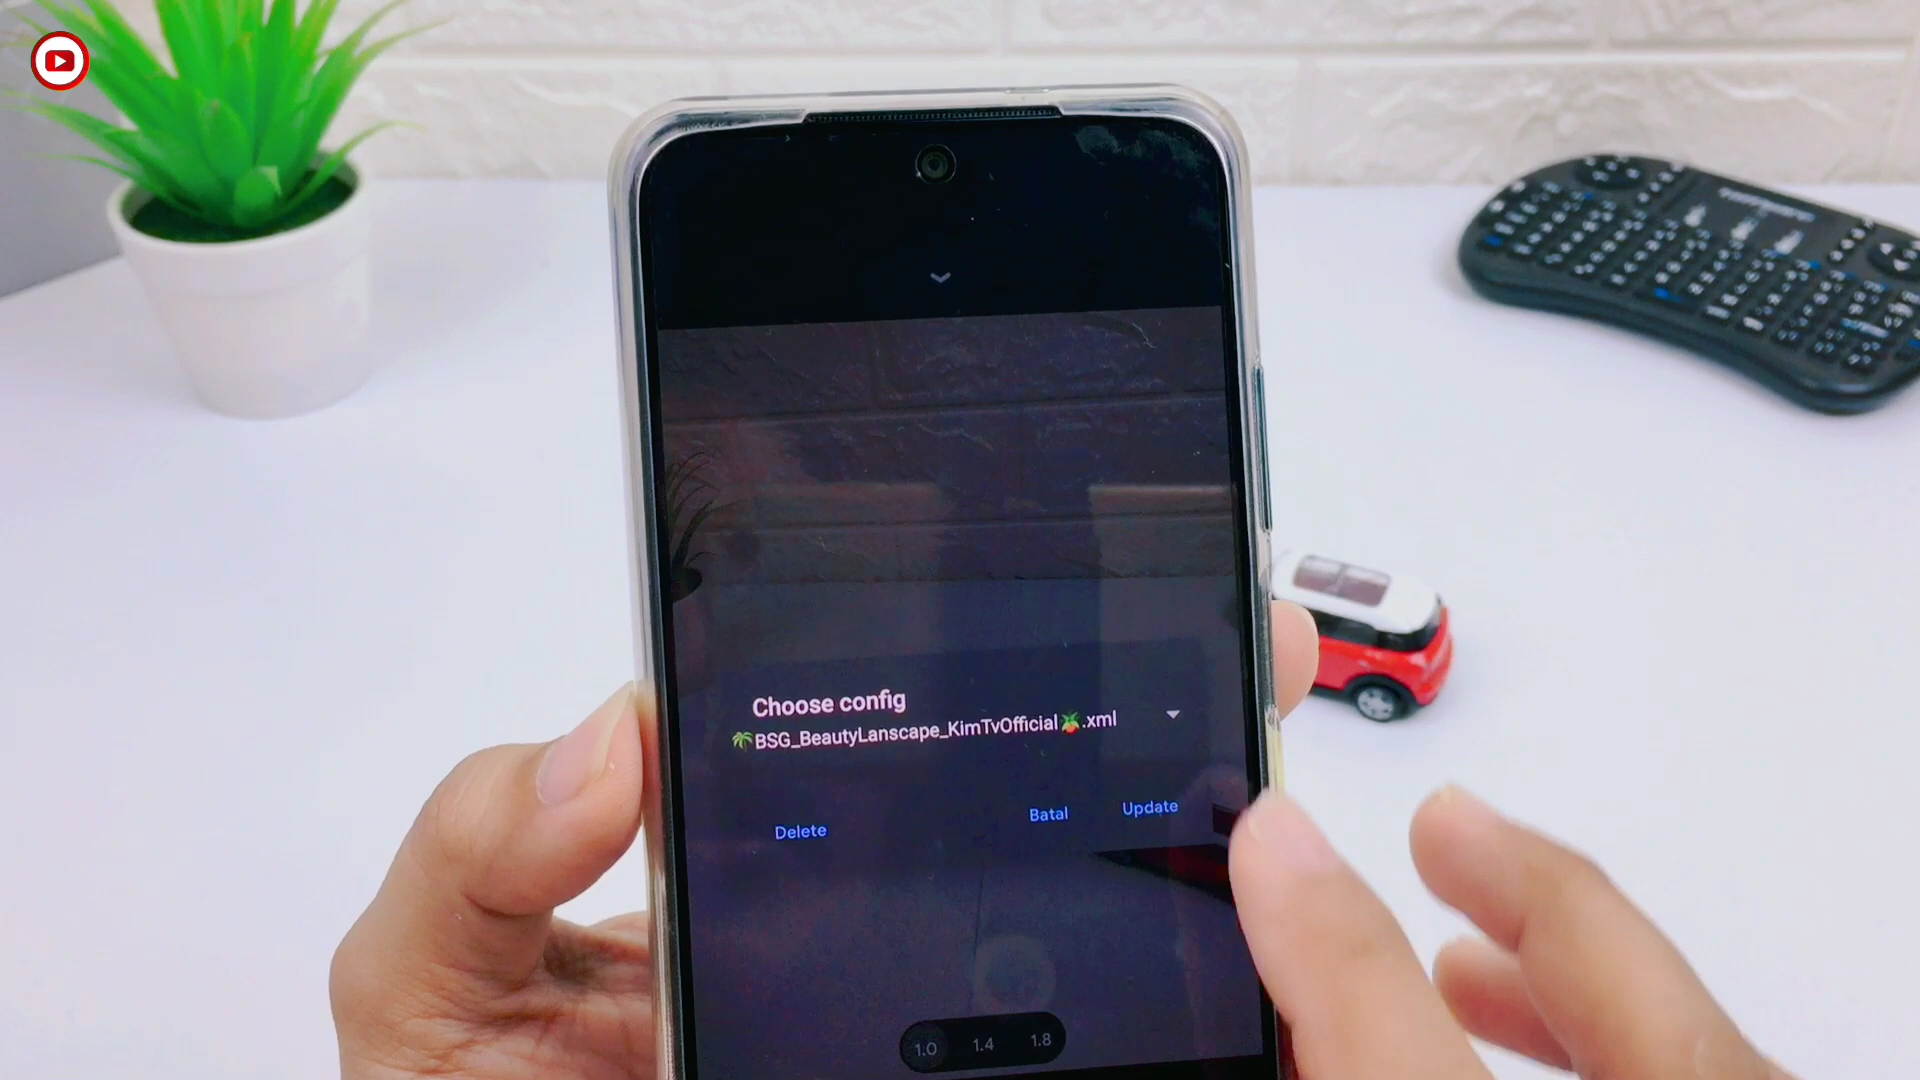 Choose config
🌴BSG_BeautyLanscape_KimTvOfficial🪴.xml
Delete
Batal
Update
1.0 1.4 1.8